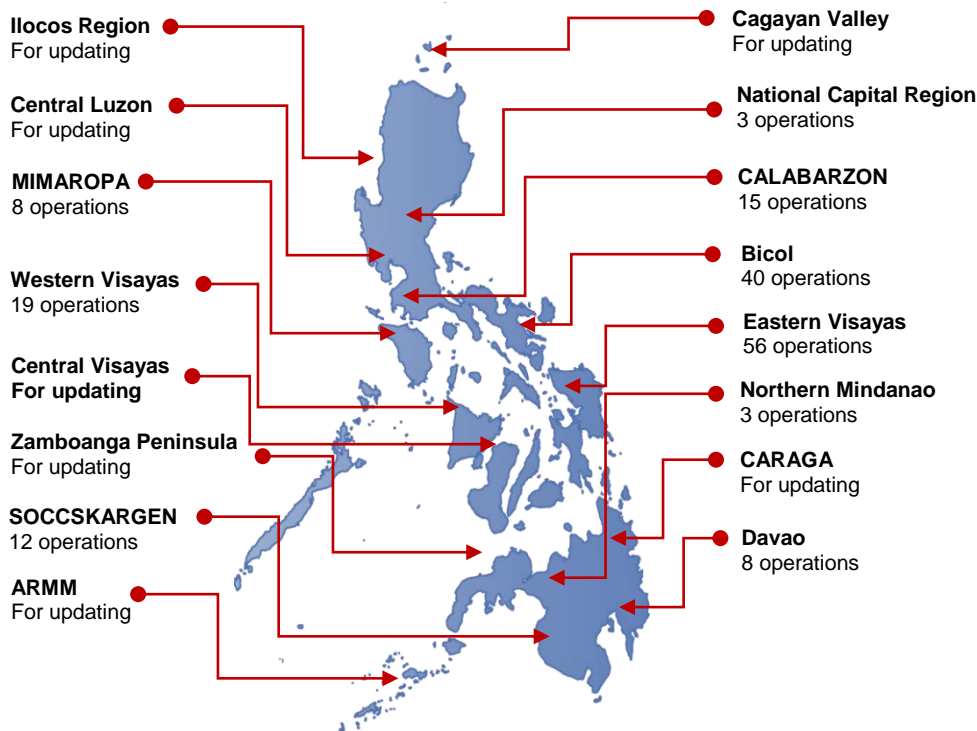 Ilocos Region
For updating
Central Luzon
For updating
MIMAROPA
8 operations
Western Visayas
19 operations
Central Visayas
For updating
Zamboanga Peninsula
For updating
SOCCSKARGEN
12 operations
ARMM
For updating
Cagayan Valley
For updating
National Capital Region
3 operations
CALABARZON
15 operations
Bicol
40 operations
Eastern Visayas
56 operations
Northern Mindanao
3 operations
CARAGA
For updating
Davao
8 operations